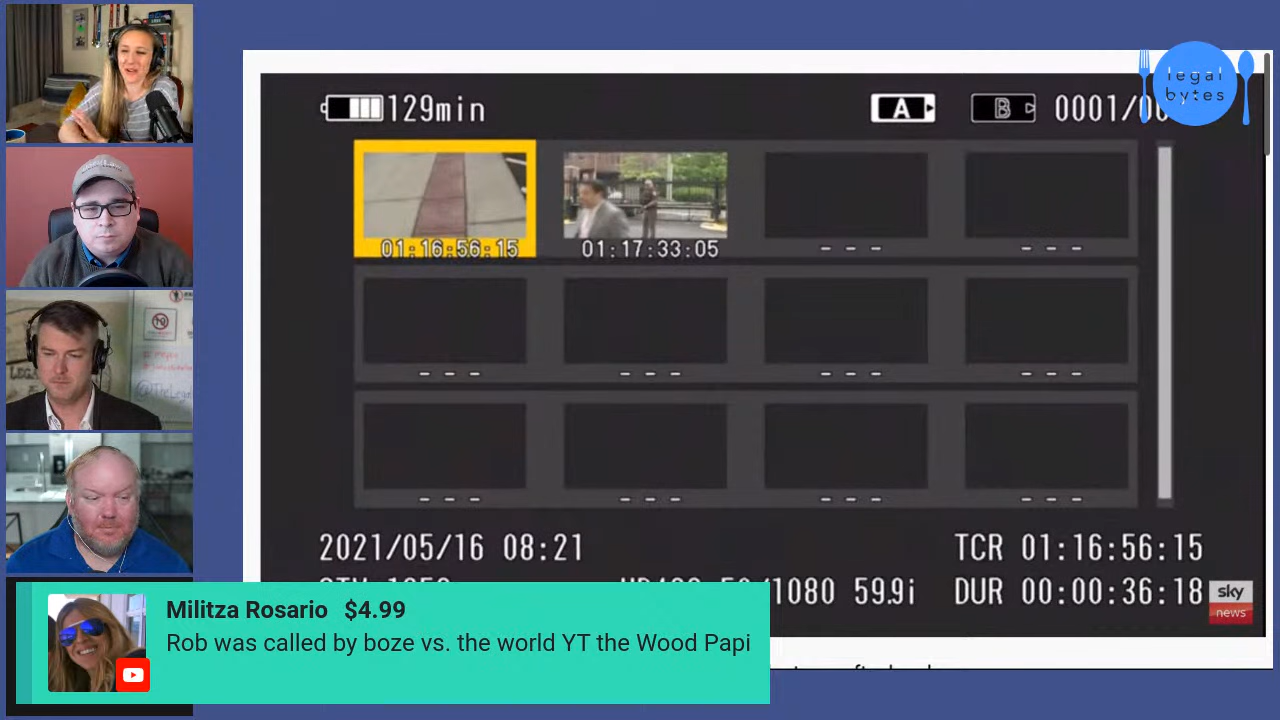 129min
A
B
0001/00
legal
bytes
01:16:56:15
01:17:33:05
- - -
- - -
- - -
- - -
- - -
- - -
- - -
- - -
- - -
- - -
2021/05/16 08:21
TCR 01:16:56:15
1080 59.9i
DUR 00:00:36:18
sky
news
Militza Rosario $4.99
Rob was called by boze vs. the world YT the Wood Papi